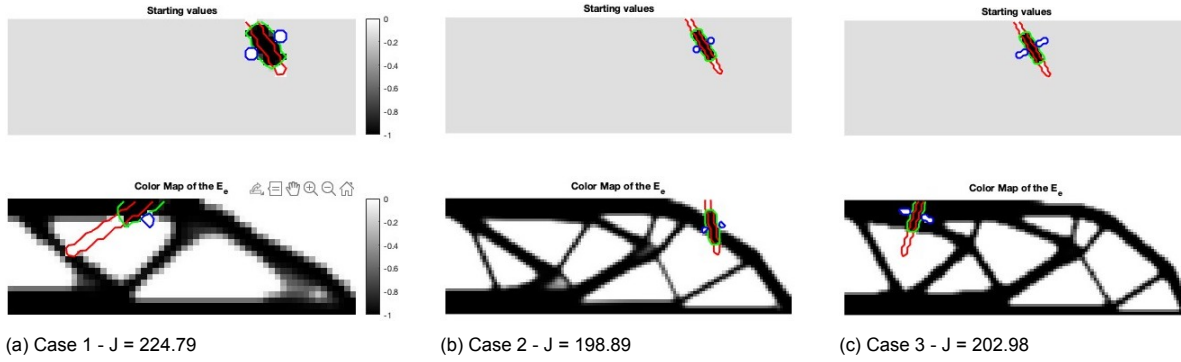 Starting values
0
-0.2
-0.4
-0.6
-0.8
-1
Starting values
Starting values
Color Map of the E_e
0
-0.2
-0.4
-0.6
-0.8
-1
Color Map of the E_e
Color Map of the E_e
(a) Case 1 - J = 224.79
(b) Case 2 - J = 198.89
(c) Case 3 - J = 202.98